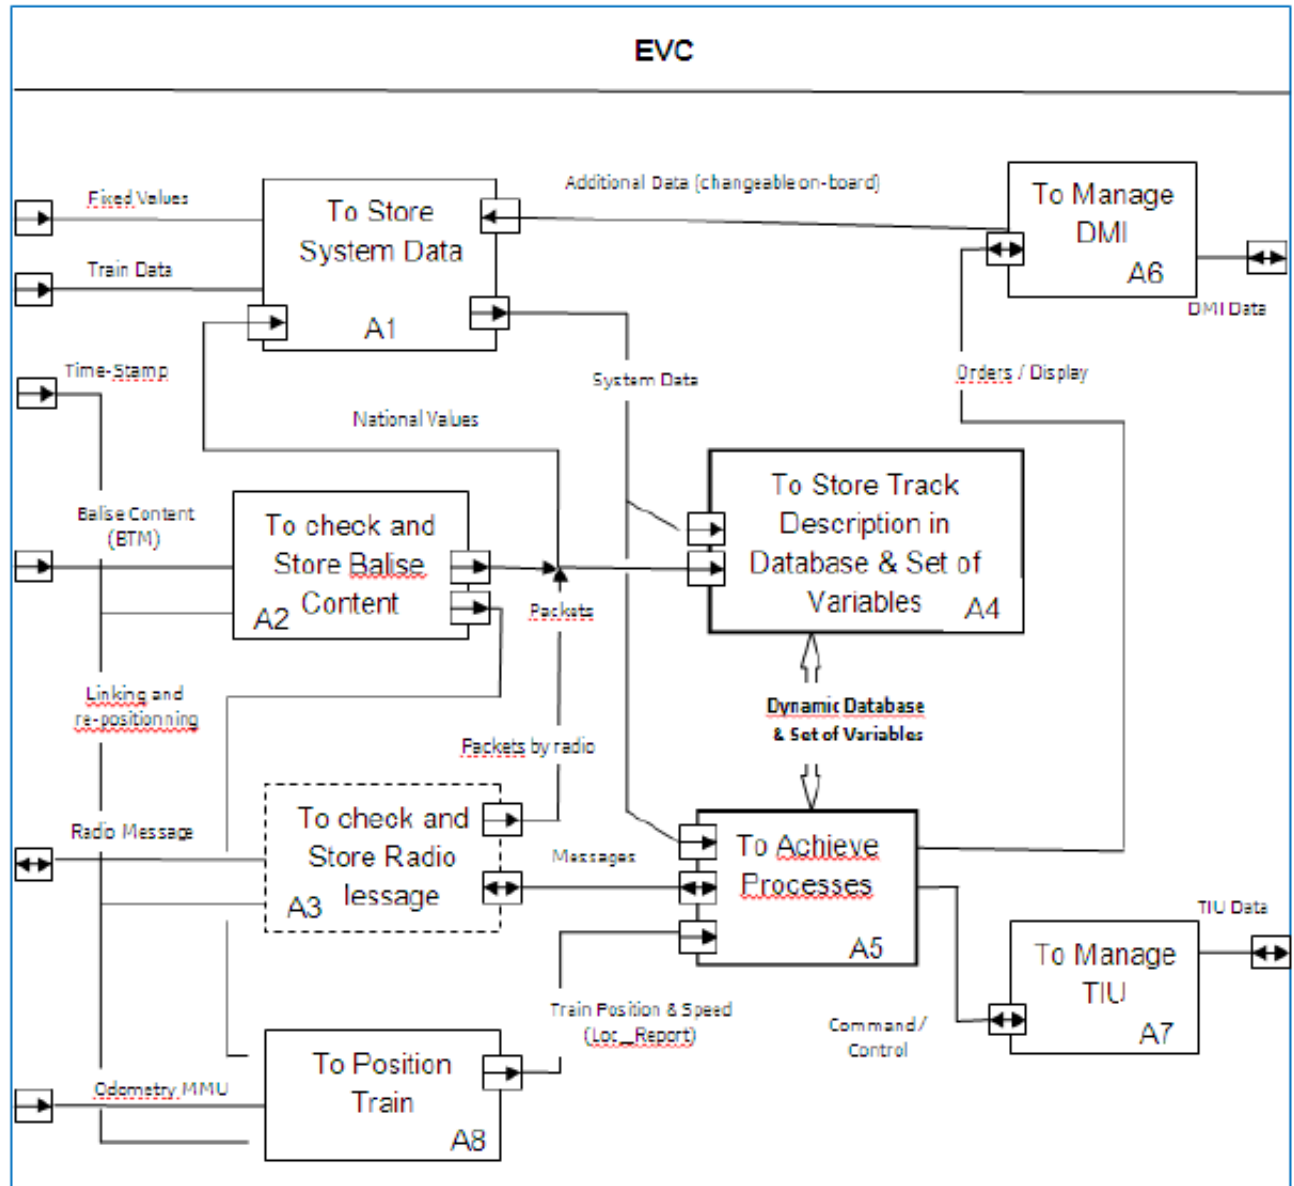 EVC
Fixed Values
Train Data
To Store
System Data
A1
Additional Data (changeable on-board)
To Manage
DMI
A6
DMI Data
Time-Stamp
System Data
Orders / Display
National Values
Balise Content
(BTM)
To check and
Store Balise
Content
A2
Packets
To Store Track
Description in
Database & Set of
Variables
A4
Linking and
re-positionning
Dynamic Database
& Set of Variables
Packets by radio
Radio Message
To check and
Store Radio
lessage
A3
Messages
To Achieve
Processes
A5
TIU Data
To Manage
TIU
A7
Train Position & Speed
(Loc_Report)
Command /
Control
Odometry MMU
To Position
Train
A8